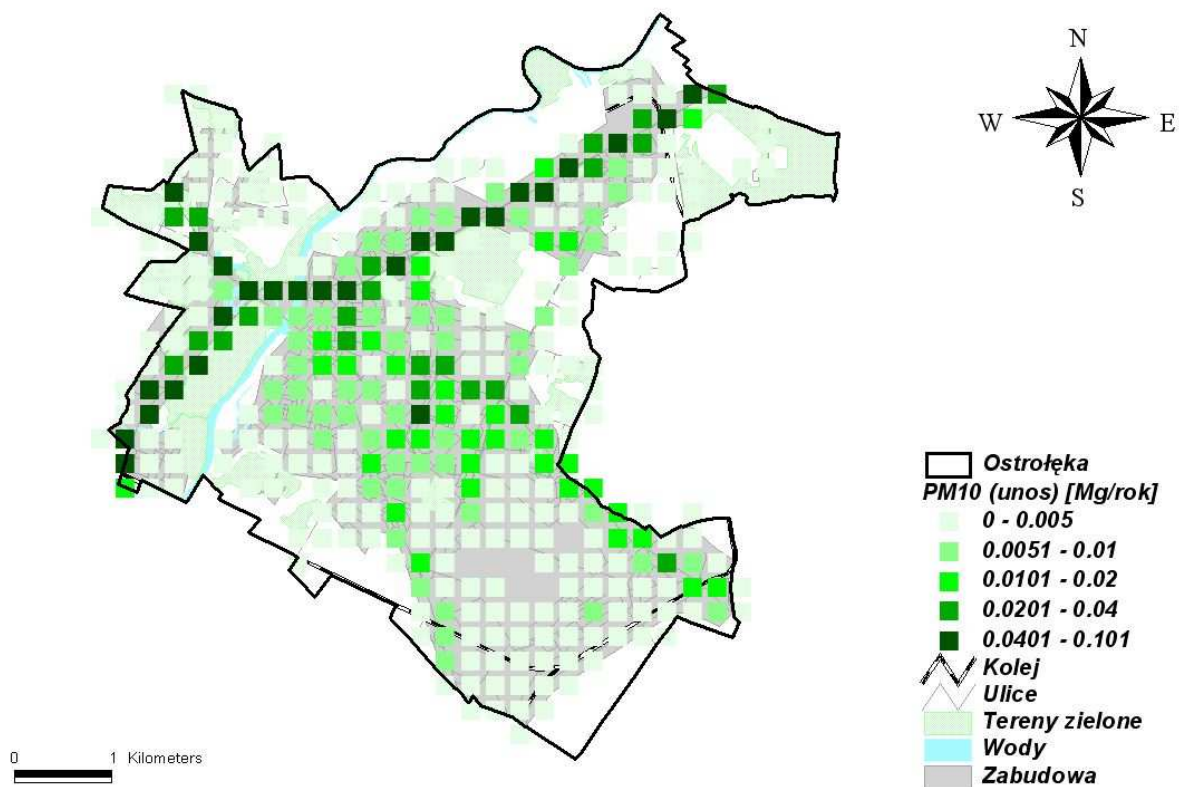 N
W E
S
Ostrołęka
PM10 (unos) [Mg/rok]
0 - 0.005
0.0051 - 0.01
0.0101 - 0.02
0.0201 - 0.04
0.0401 - 0.101
Kolej
Ulice
Tereny zielone
Wody
Zabudowa
0 1 Kilometers